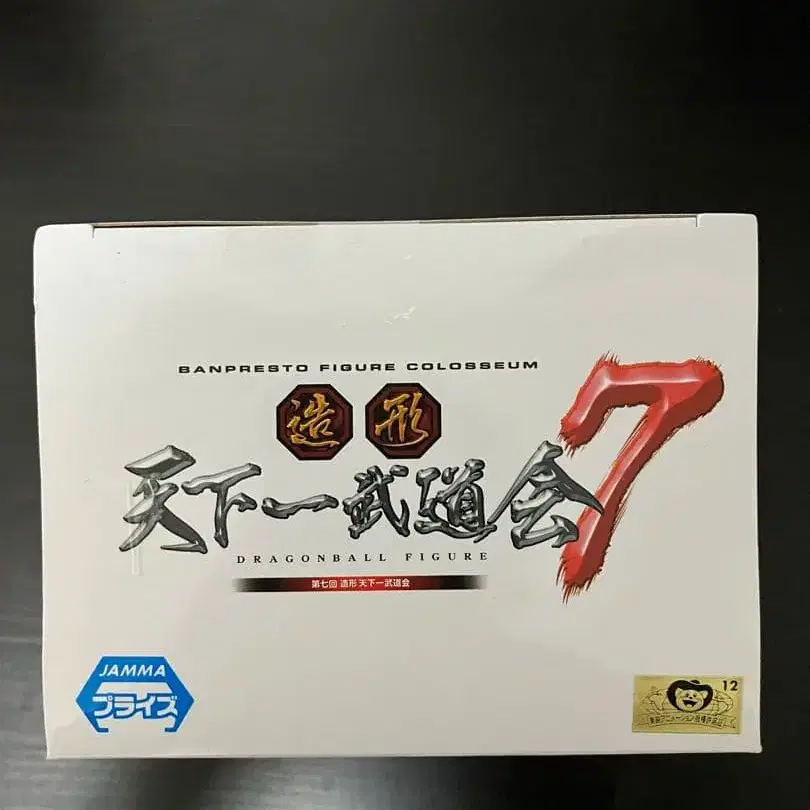 BANPRESTO FIGURE COLOSSEUM
造形
天下一武道会7
DRAGONBALL FIGURE
第七回 造形 天下一武道会
JAMMA
プライズ
12